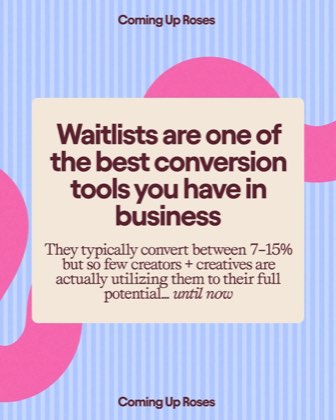 Coming Up Roses
Waitlists are one of
the best conversion
tools you have in
business
They typically convert between 7–15%
but so few creators + creatives are
actually utilizing them to their full
potential... until now
Coming Up Roses